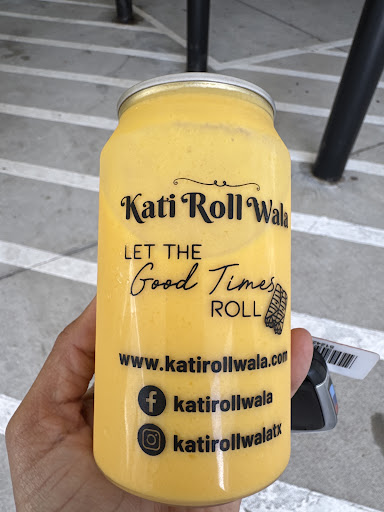 Kati Roll Wala
LET THE
Good Times
ROLL
www.katirollwala.com
katirollwala
katirollwalatx